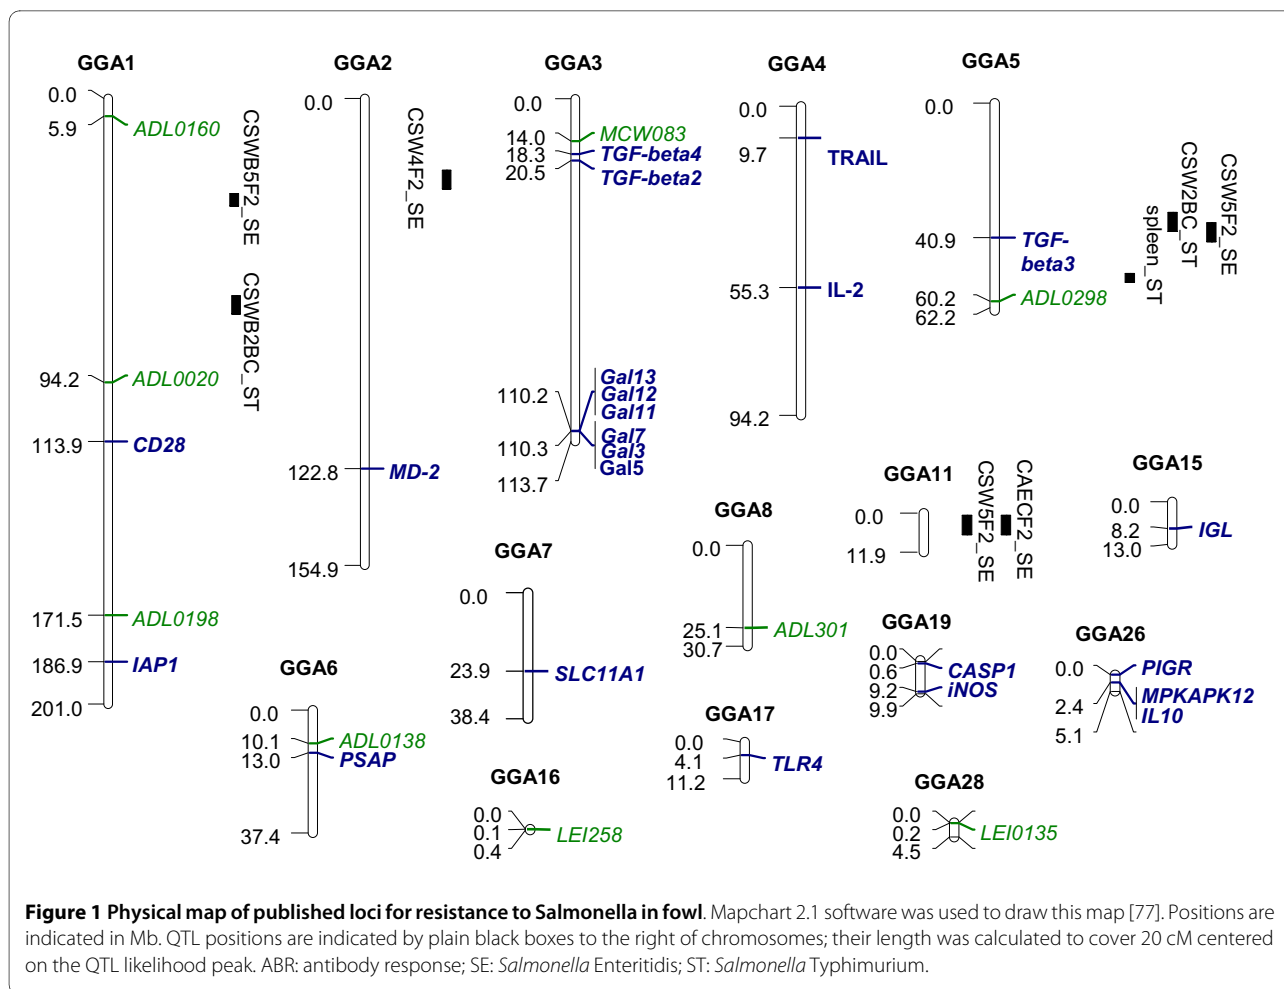 GGA1
0.0
5.9
ADL0160
94.2
ADL0020
113.9
CD28
171.5
ADL0198
186.9
IAP1
201.0
CSWB5F2_SE
CSWB2BC_ST
GGA2
0.0
122.8
MD-2
154.9
CSW4F2_SE
GGA3
0.0
14.0
MCW083
18.3
TGF-beta4
20.5
TGF-beta2
110.2
Gal13
Gal12
Gal11
110.3
Gal7
Gal3
Gal5
113.7
GGA4
0.0
9.7
TRAIL
55.3
IL-2
94.2
GGA5
0.0
40.9
TGF-
beta3
60.2
ADL0298
62.2
spleen_ST
CSW2BC_ST
CSW5F2_SE
GGA6
0.0
10.1
ADL0138
13.0
PSAP
37.4
GGA7
0.0
23.9
SLC11A1
38.4
GGA8
0.0
25.1
ADL301
30.7
GGA11
0.0
11.9
CSW5F2_SE
CAECF2_SE
GGA15
0.0
8.2
IGL
13.0
GGA16
0.0
0.1
LEI258
0.4
GGA17
0.0
4.1
TLR4
11.2
GGA19
0.0
0.6
CASP1
9.2
iNOS
9.9
GGA26
0.0
PIGR
2.4
MPKAPK12
IL10
5.1
GGA28
0.0
0.2
LEI0135
4.5
Figure 1 Physical map of published loci for resistance to Salmonella in fowl. Mapchart 2.1 software was used to draw this map [77]. Positions are
indicated in Mb. QTL positions are indicated by plain black boxes to the right of chromosomes; their length was calculated to cover 20 cM centered
on the QTL likelihood peak. ABR: antibody response; SE: Salmonella Enteritidis; ST: Salmonella Typhimurium.